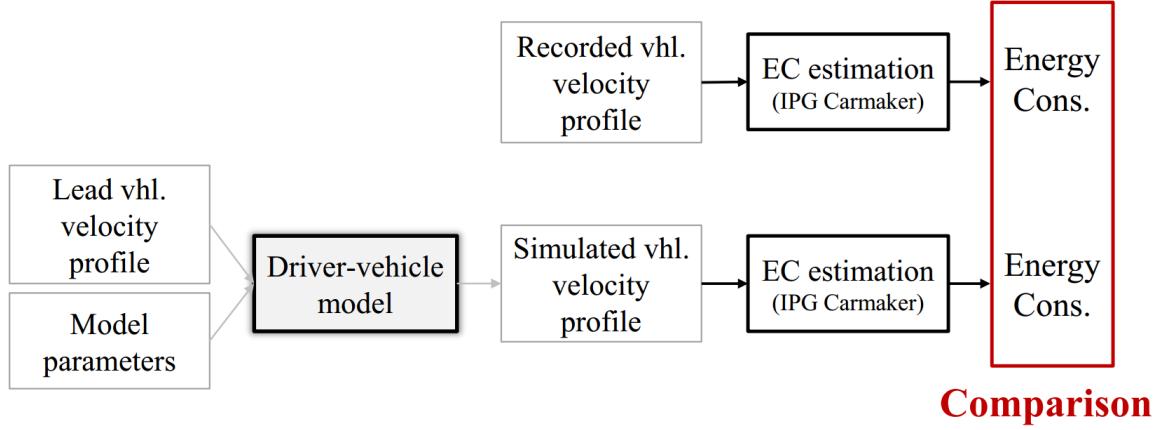 Recorded vhl.
velocity
profile
EC estimation
(IPG Carmaker)
Energy
Cons.
Lead vhl.
velocity
profile
Model
parameters
Driver-vehicle
model
Simulated vhl.
velocity
profile
EC estimation
(IPG Carmaker)
Energy
Cons.
Comparison